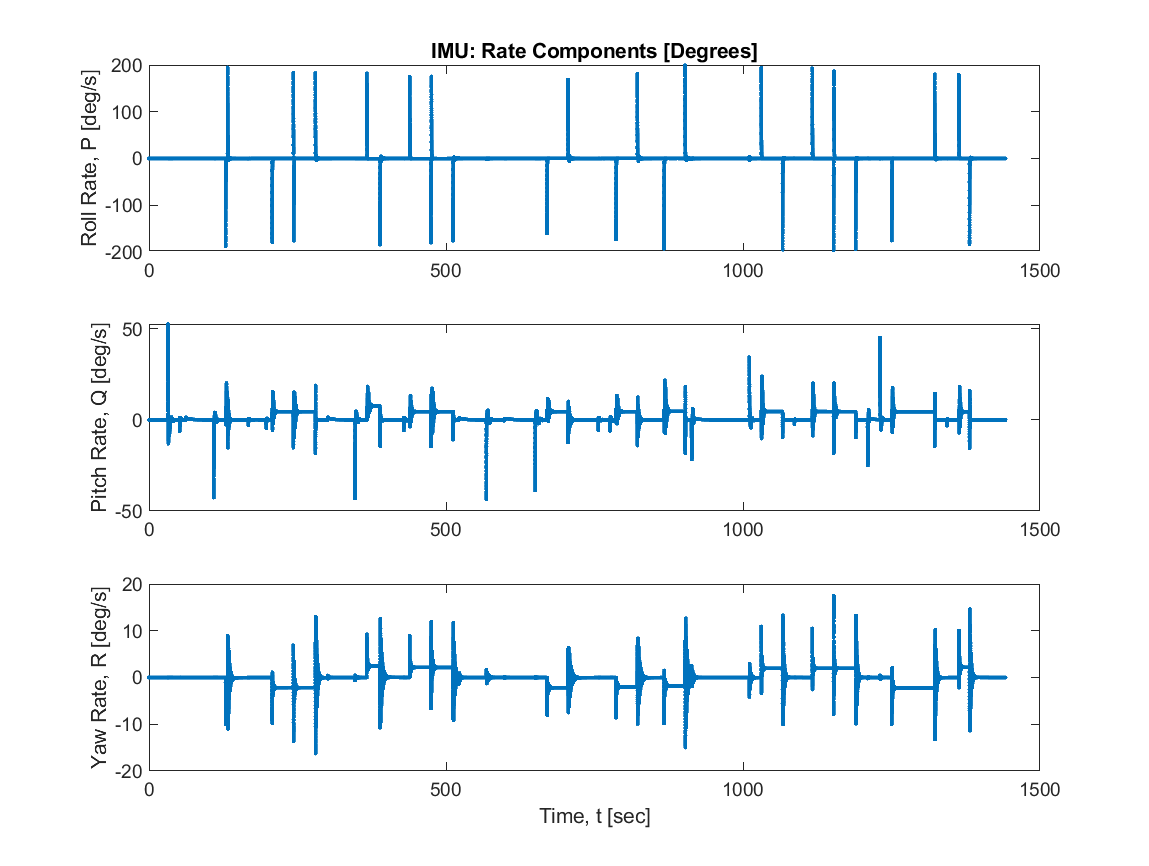 IMU: Rate Components [Degrees]
Roll Rate, P [deg/s]
200
100
0
-100
-200
0 500 1000 1500
Pitch Rate, Q [deg/s]
50
0
-50
0 500 1000 1500
Yaw Rate, R [deg/s]
20
10
0
-10
-20
0 500 1000 1500
Time, t [sec]